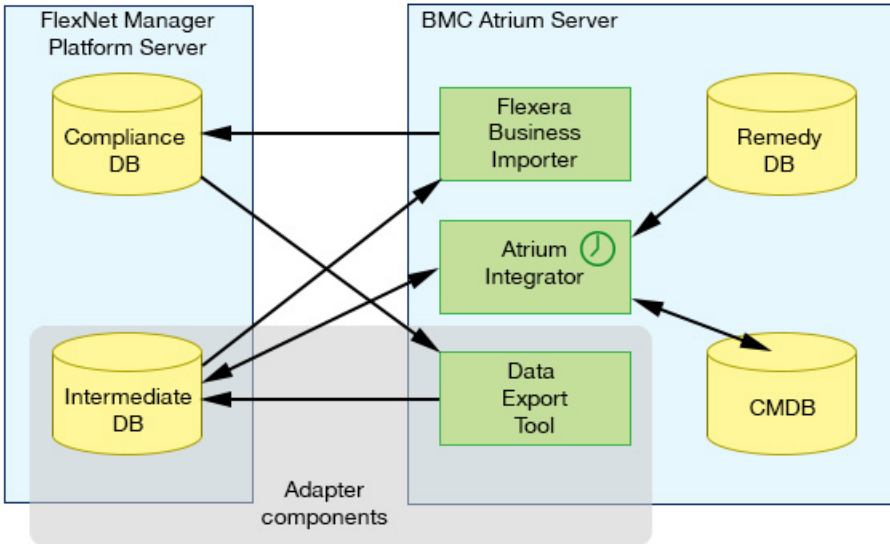 FlexNet Manager
Platform Server
BMC Atrium Server
Compliance
DB
Flexera
Business
Importer
Remedy
DB
Atrium
Integrator
Intermediate
DB
Data
Export
Tool
CMDB
Adapter
components